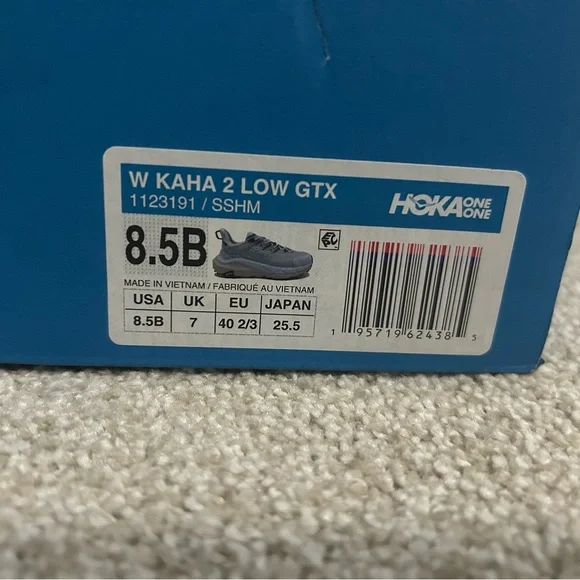 W KAHA 2 LOW GTX
1123191 / SSHM
HOKA ONE ONE
8.5B
MADE IN VIETNAM / FABRIQUÉ AU VIETNAM
USA UK EU JAPAN
8.5B 7 40 2/3 25.5
1 95719 62438 5